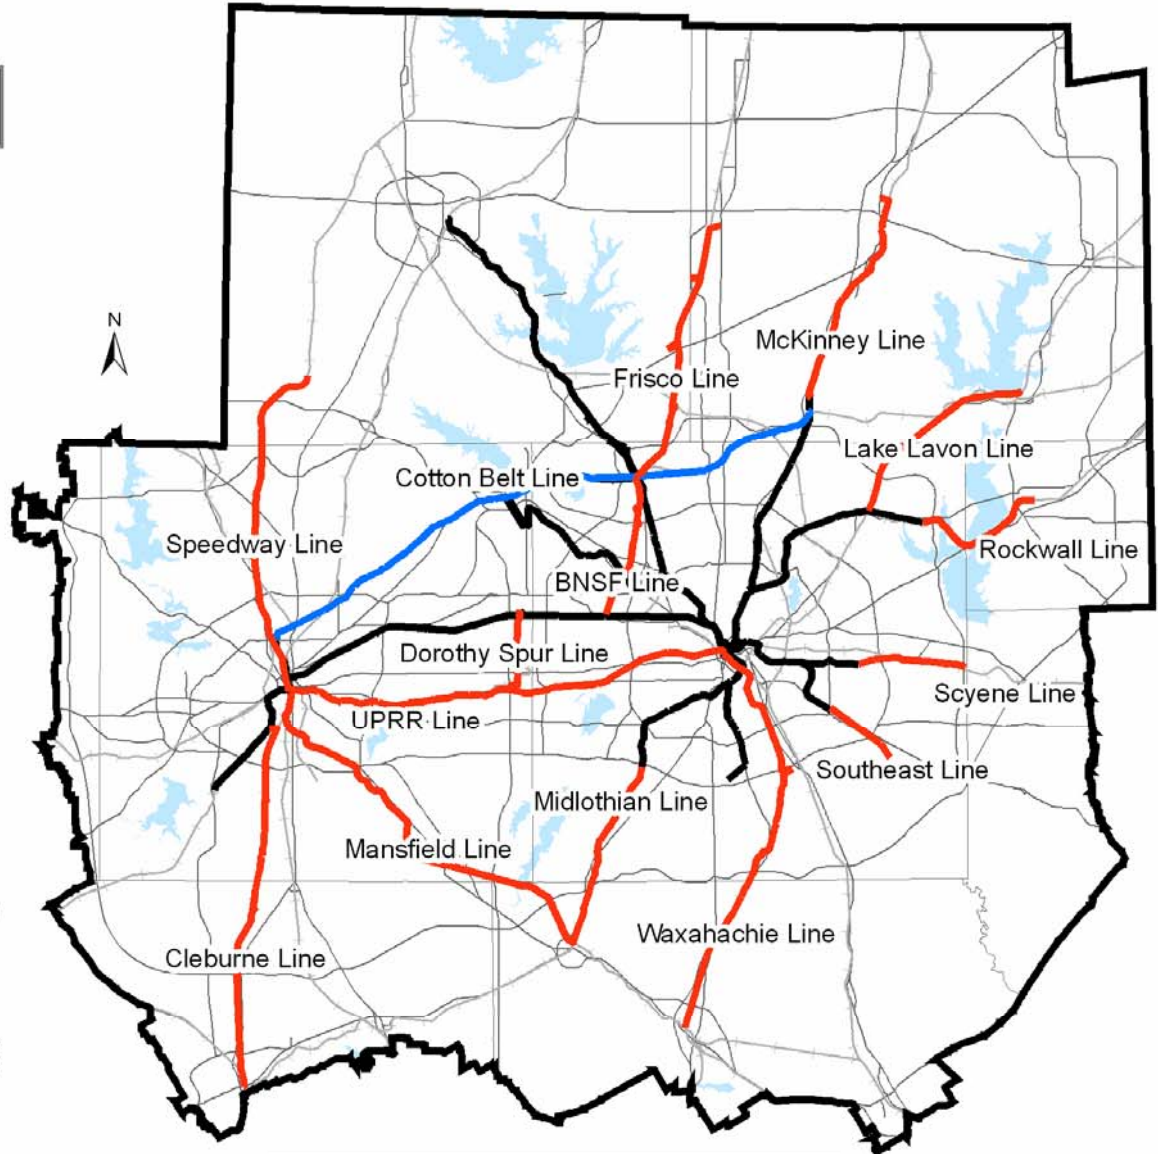 N
McKinney Line
Frisco Line
Lake Lavon Line
Cotton Belt Line
Speedway Line
Rockwall Line
BNSF Line
Dorothy Spur Line
Scyene Line
UPRR Line
Southeast Line
Midlothian Line
Mansfield Line
Waxahachie Line
Cleburne Line